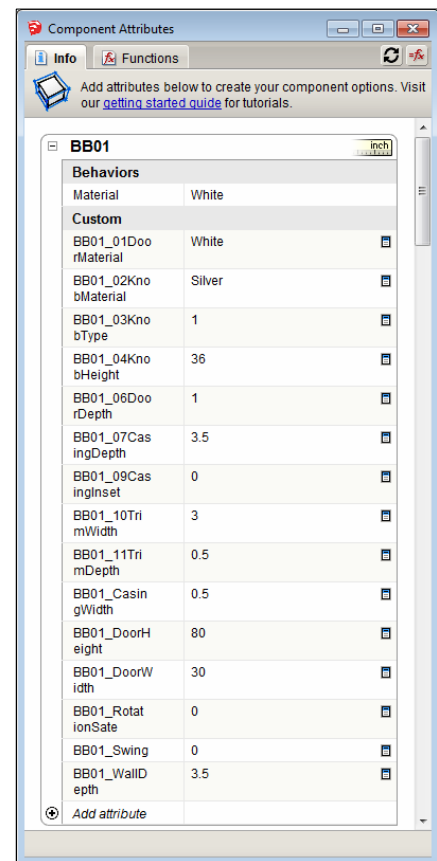 Component Attributes
Info
Functions
Add attributes below to create your component options. Visit
our getting started guide for tutorials.
BB01
inch
Behaviors
Material White
Custom
BB01_01Doo White
rMaterial
BB01_02Kno Silver
bMaterial
BB01_03Kno 1
bType
BB01_04Kno 36
bHeight
BB01_06Doo 1
rDepth
BB01_07Cas 3.5
ingDepth
BB01_09Cas 0
ingInset
BB01_10Tri 3
mWidth
BB01_11Tri 0.5
mDepth
BB01_Casin 0.5
gWidth
BB01_DoorH 80
eight
BB01_DoorW 30
idth
BB01_Rotat 0
ionSate
BB01_Swing 0
BB01_WallD 3.5
epth
Add attribute